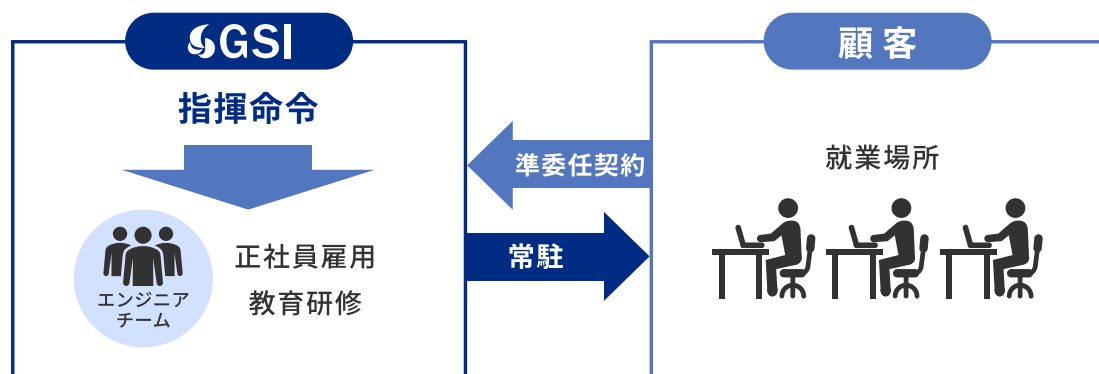 GSI
指揮命令
エンジニア
チーム
正社員雇用
教育研修
準委任契約
常駐
顧客
就業場所